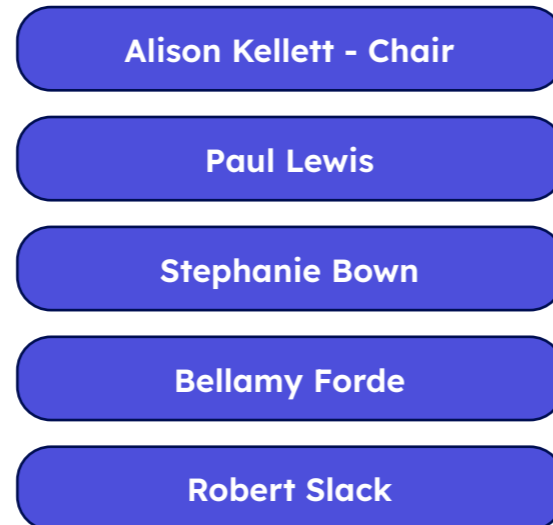 Alison Kellett - Chair
Paul Lewis
Stephanie Bown
Bellamy Forde
Robert Slack